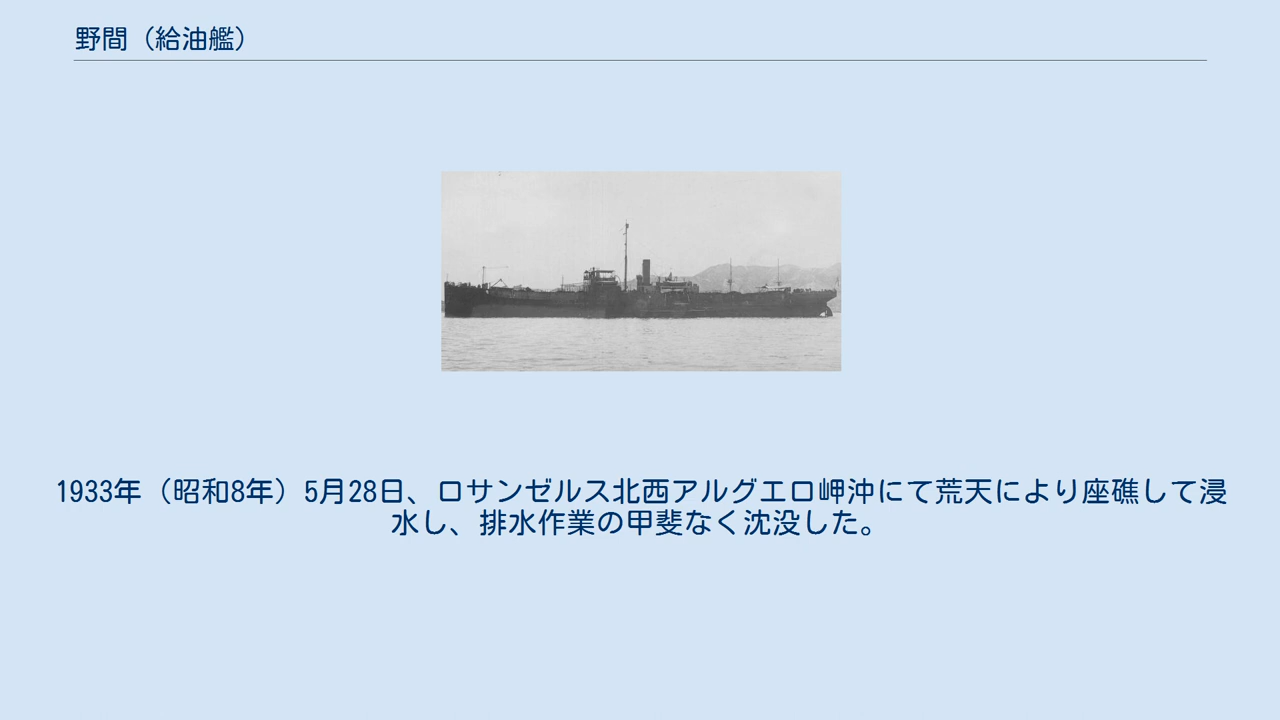 野間（給油艦）
1933年（昭和8年）5月28日、ロサンゼルス北西アルグエロ岬沖にて荒天により座礁して浸
水し、排水作業の甲斐なく沈没した。